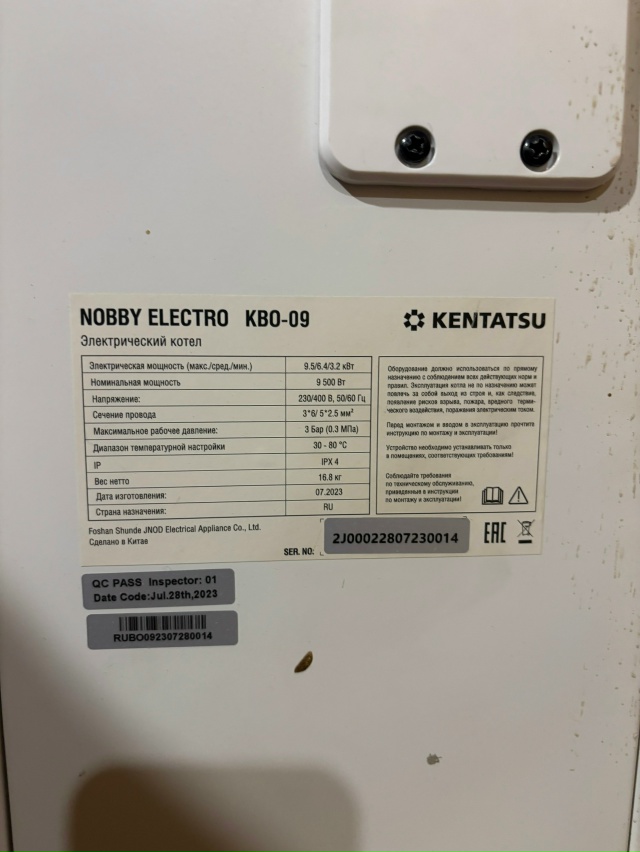 NOBBY ELECTRO KBO-09
KENTATSU
Электрический котел
Электрическая мощность (макс./сред./мин.) 9.5/6.4/3.2 кВт
Номинальная мощность 9 500 Вт
Напряжение: 230/400 В, 50/60 Гц
Сечение провода 3*6/ 5*2.5 мм²
Максимальное рабочее давление: 3 Бар (0.3 МПа)
Диапазон температурной настройки 30 - 80 °C
IP IPX 4
Вес нетто 16.8 кг
Дата изготовления: 07.2023
Страна назначения: RU
Оборудование должно использоваться по прямому
назначению с соблюдением всех действующих норм и
правил. Эксплуатация котла не по назначению может
повлечь за собой выход из строя и, как следствие,
появление рисков взрыва, пожара, вредного терми-
ческого воздействия, поражения электрическим током.
Перед монтажом и вводом в эксплуатацию прочтите
инструкцию по монтажу и эксплуатации!
Устройство необходимо устанавливать только
в помещениях, соответствующих требованиям!
Соблюдайте требования
по техническому обслуживанию,
приведенные в инструкции
по монтажу и эксплуатации!
Foshan Shunde JNOD Electrical Appliance Co., Ltd.
Сделано в Китае
SER. NO.: 2J00022807230014
EAC
QC PASS Inspector: 01
Date Code:Jul.28th,2023
RUBO092307280014